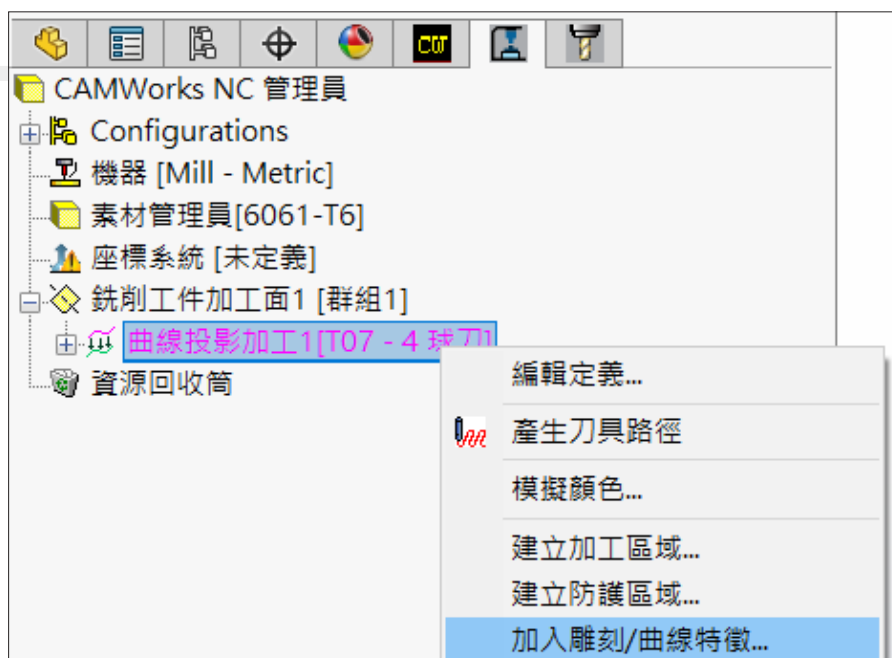 CW
CAMWorks NC 管理員
Configurations
機器 [Mill - Metric]
素材管理員[6061-T6]
座標系統 [未定義]
銑削工件加工面1 [群組1]
曲線投影加工1[T07 - 4 球刀]
資源回收筒
編輯定義...
產生刀具路徑
模擬顏色...
建立加工區域...
建立防護區域...
加入雕刻/曲線特徵...